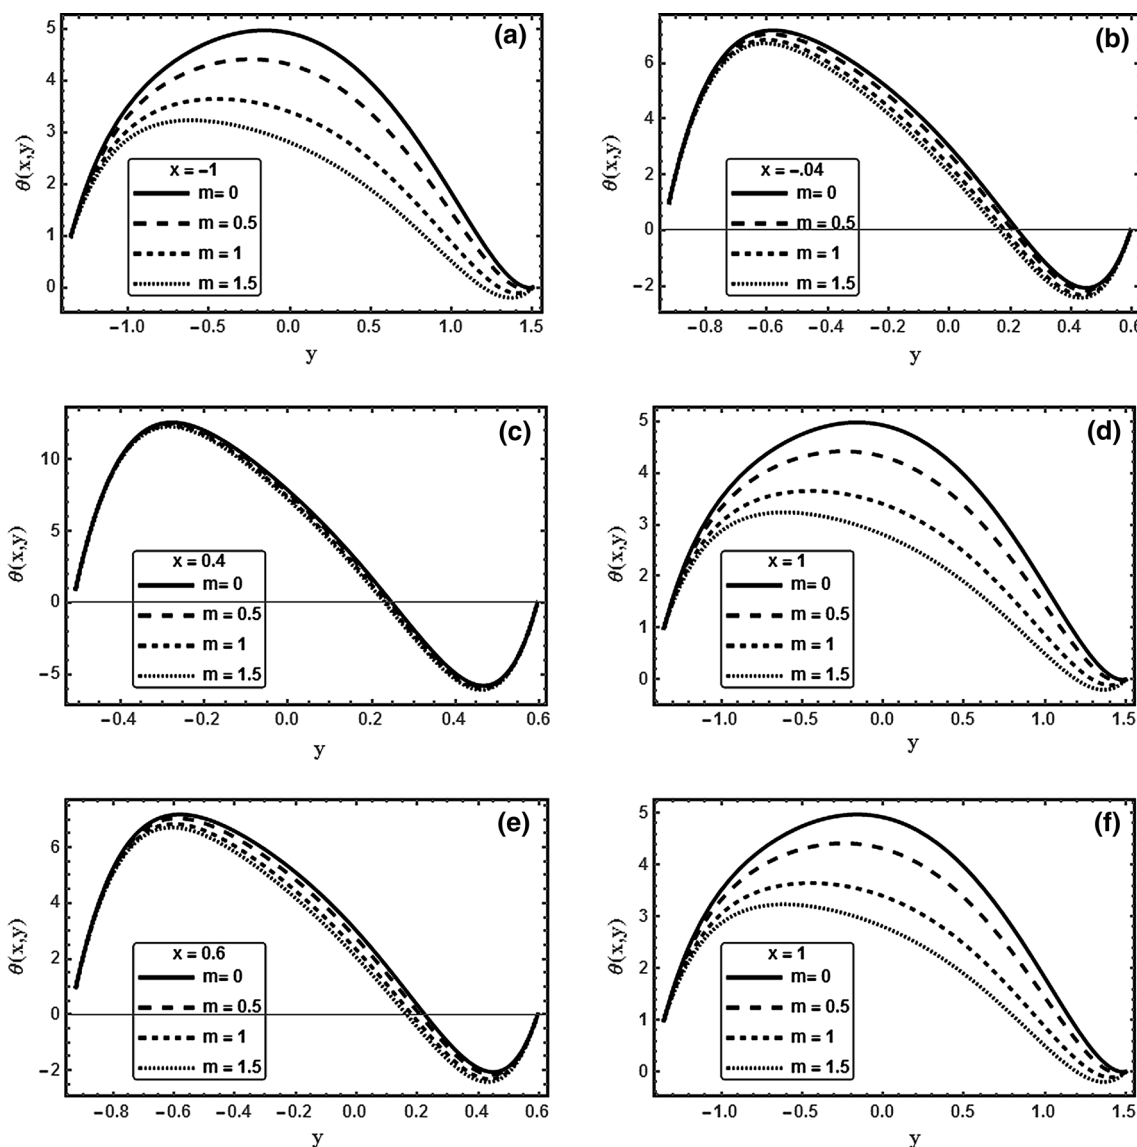 (a)
θ(x,y)
5
4
3
2
1
0
x = −1
m= 0
m = 0.5
m = 1
m = 1.5
−1.0 −0.5 0.0 0.5 1.0 1.5
y
(b)
θ(x,y)
6
4
2
0
−2
x = −.04
m= 0
m = 0.5
m = 1
m = 1.5
−0.8 −0.6 −0.4 −0.2 0.0 0.2 0.4 0.6
y
(c)
θ(x,y)
10
5
0
−5
x = 0.4
m= 0
m = 0.5
m = 1
m = 1.5
−0.4 −0.2 0.0 0.2 0.4 0.6
y
(d)
θ(x,y)
5
4
3
2
1
0
x = 1
m= 0
m = 0.5
m = 1
m = 1.5
−1.0 −0.5 0.0 0.5 1.0 1.5
y
(e)
θ(x,y)
6
4
2
0
−2
x = 0.6
m= 0
m = 0.5
m = 1
m = 1.5
−0.8 −0.6 −0.4 −0.2 0.0 0.2 0.4 0.6
y
(f)
θ(x,y)
5
4
3
2
1
0
x = 1
m= 0
m = 0.5
m = 1
m = 1.5
−1.0 −0.5 0.0 0.5 1.0 1.5
y